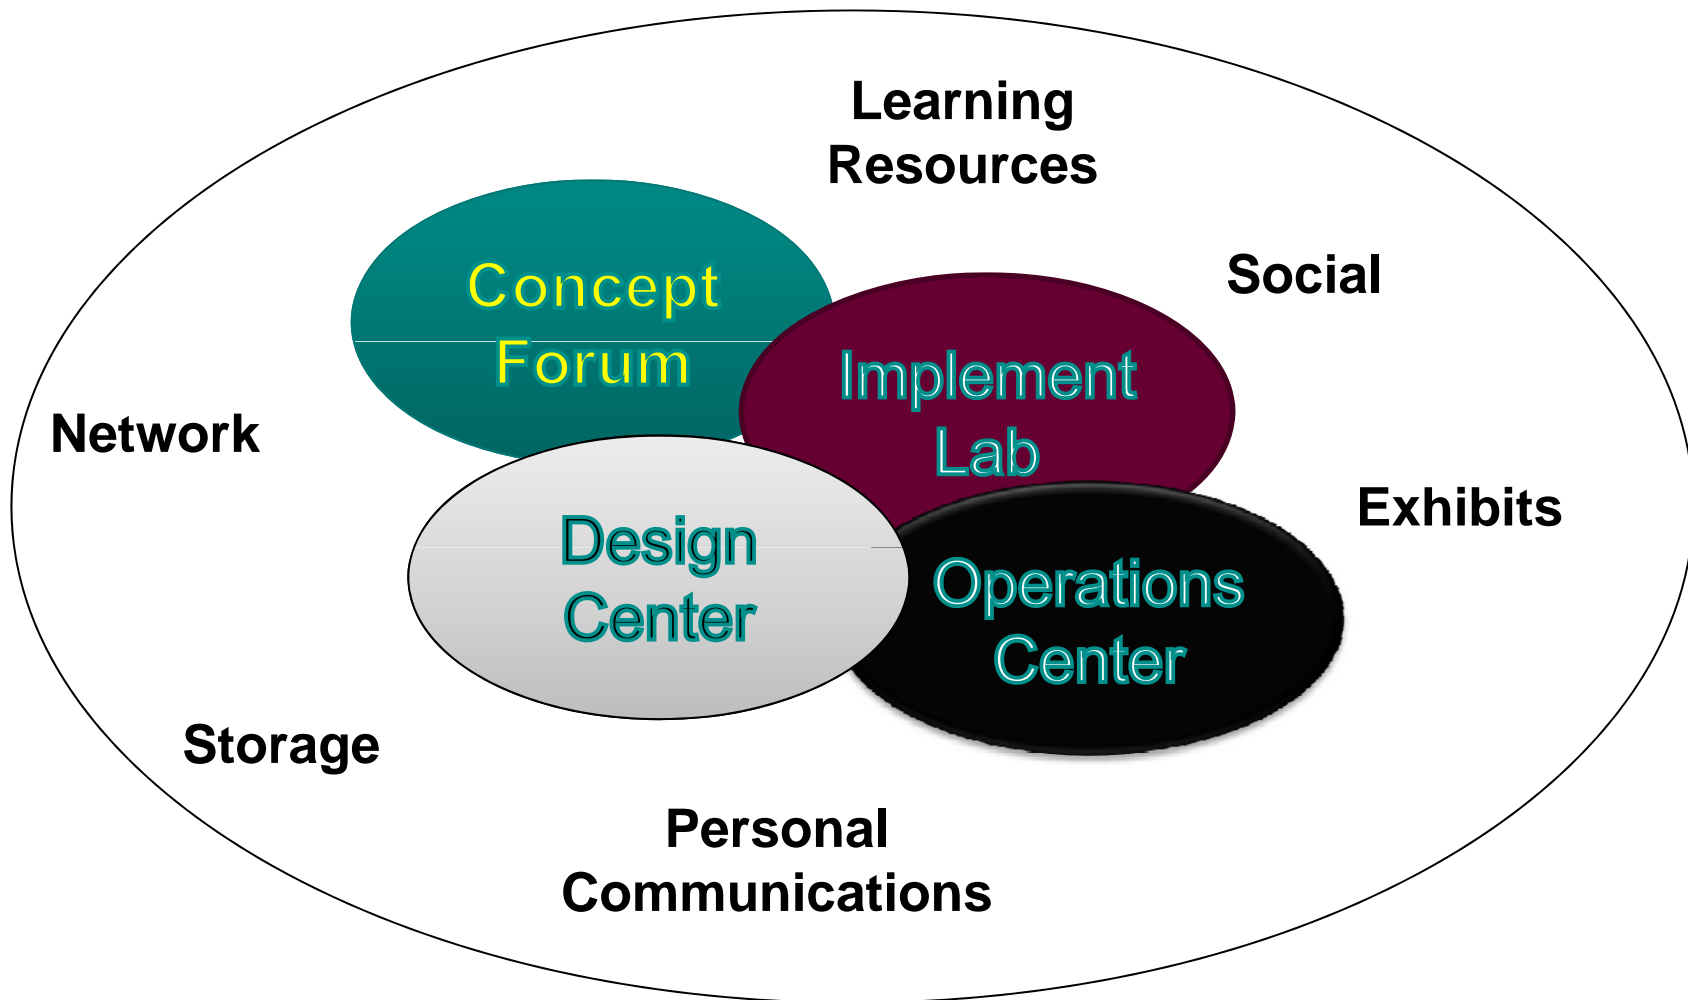 Learning
Resources
Concept
Forum
Social
Implement
Lab
Network
Exhibits
Design
Center
Operations
Center
Storage
Personal
Communications